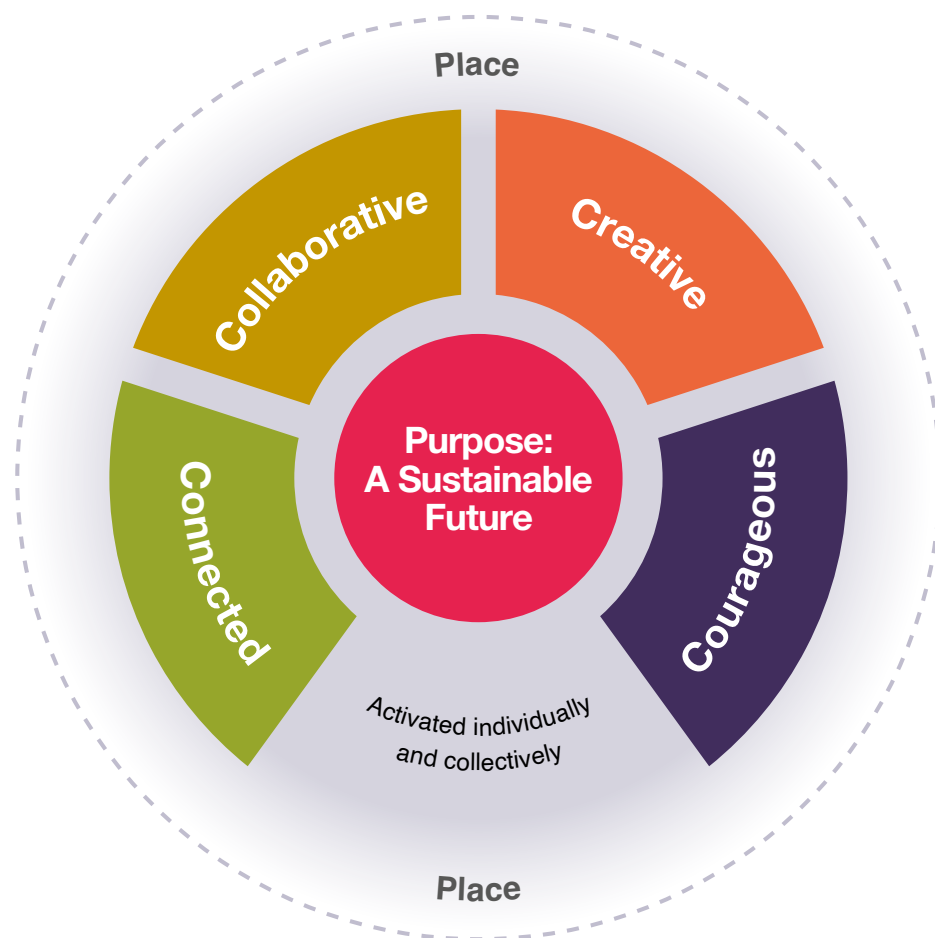 Place
Collaborative
Creative
Connected
Purpose:
A Sustainable
Future
Courageous
Activated individually
and collectively
Place